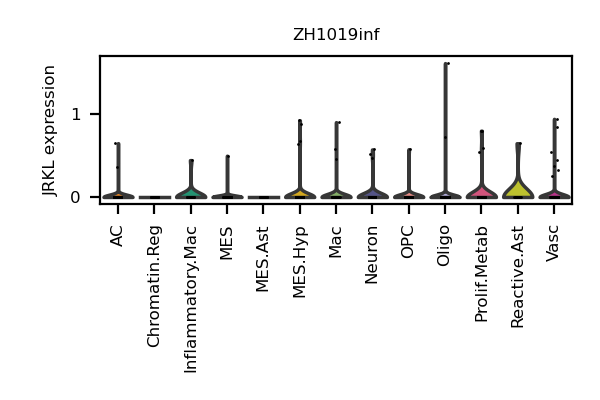 ZH1019inf
JRKL expression
1
0
AC
Chromatin.Reg
Inflammatory.Mac
MES
MES.Ast
MES.Hyp
Mac
Neuron
OPC
Oligo
Prolif.Metab
Reactive.Ast
Vasc